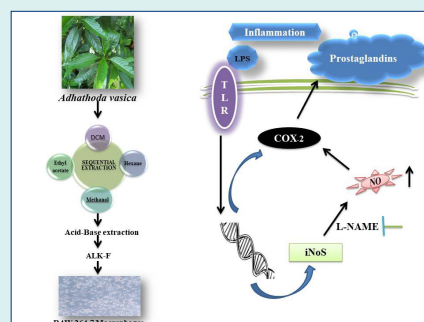 Adhathoda vasica
DCM
Ethyl
acetate
SEQUENTIAL
EXTRACTION
Hexane
Methanol
Acid-Base extraction
ALK-F
Inflammation
LPS
Prostaglandins
T
L
R
COX-2
NO
L-NAME
iNoS